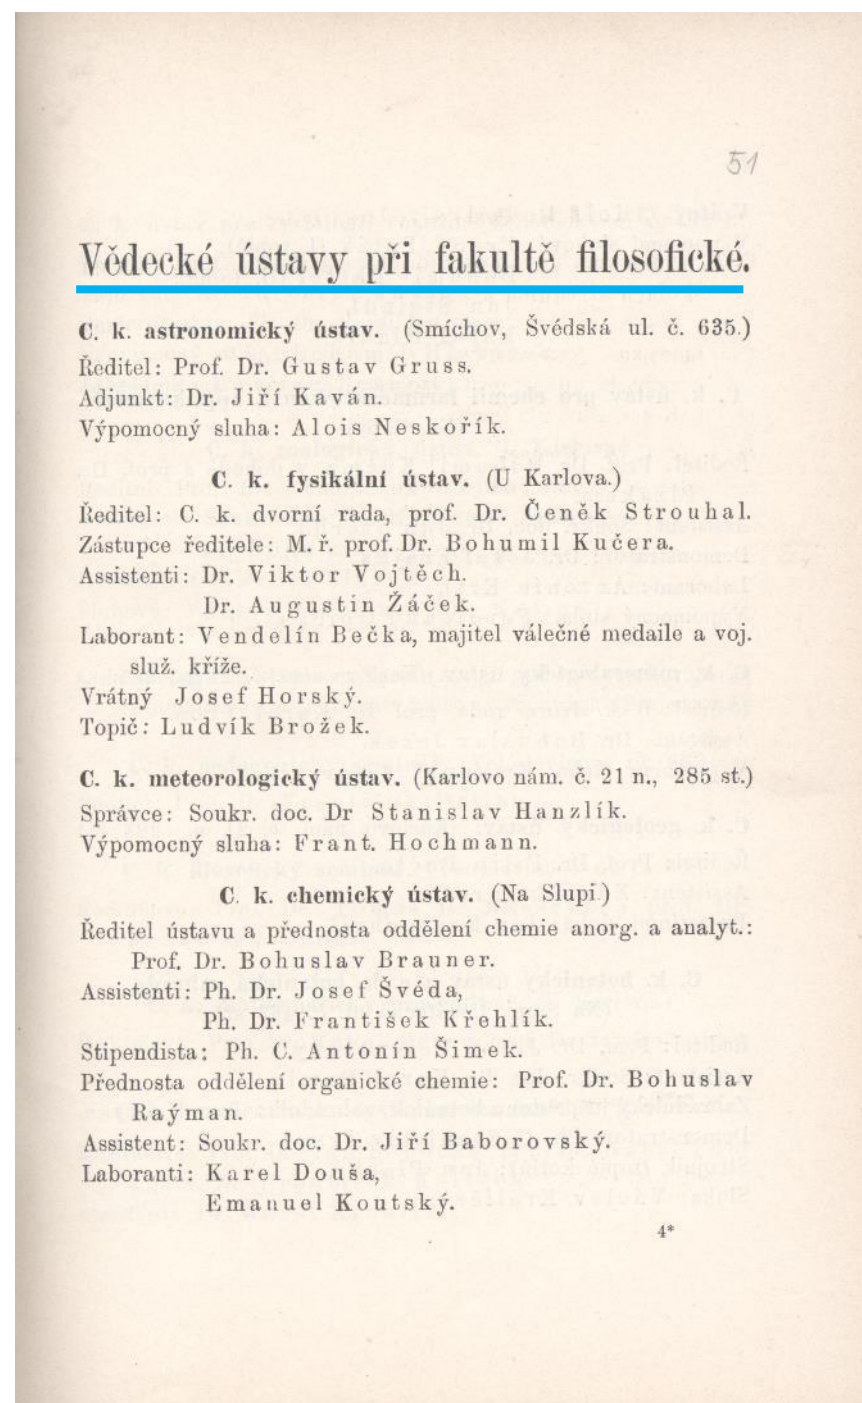 51
Vědecké ústavy při fakultě filosofické.
C. k. astronomický ústav. (Smíchov, Švédská ul. č. 635.)
Ředitel: Prof. Dr. Gustav Gruss.
Adjunkt: Dr. Jiří Kaván.
Výpomocný sluha: Alois Neskořík.
C. k. fysikální ústav. (U Karlova.)
Ředitel: C. k. dvorní rada, prof. Dr. Čeněk Strouhal.
Zástupce ředitele: M. ř. prof. Dr. Bohumil Kučera.
Assistenti: Dr. Viktor Vojtěch.
Dr. Augustin Žáček.
Laborant: Vendelín Bečka, majitel válečné medaile a voj.
služ. kříže.
Vrátný Josef Horský.
Topič: Ludvík Brožek.
C. k. meteorologický ústav. (Karlovo nám. č. 21 n., 285 st.)
Správce: Soukr. doc. Dr Stanislav Hanzlík.
Výpomocný sluha: Frant. Hochmann.
C. k. chemický ústav. (Na Slupi.)
Ředitel ústavu a přednosta oddělení chemie anorg. a analyt.:
Prof. Dr. Bohuslav Brauner.
Assistenti: Ph. Dr. Josef Švéda,
Ph. Dr. František Křehlík.
Stipendista: Ph. C. Antonín Šimek.
Přednosta oddělení organické chemie: Prof. Dr. Bohuslav
Raýman.
Assistent: Soukr. doc. Dr. Jiří Baborovský.
Laboranti: Karel Douša,
Emanuel Koutský.
4*